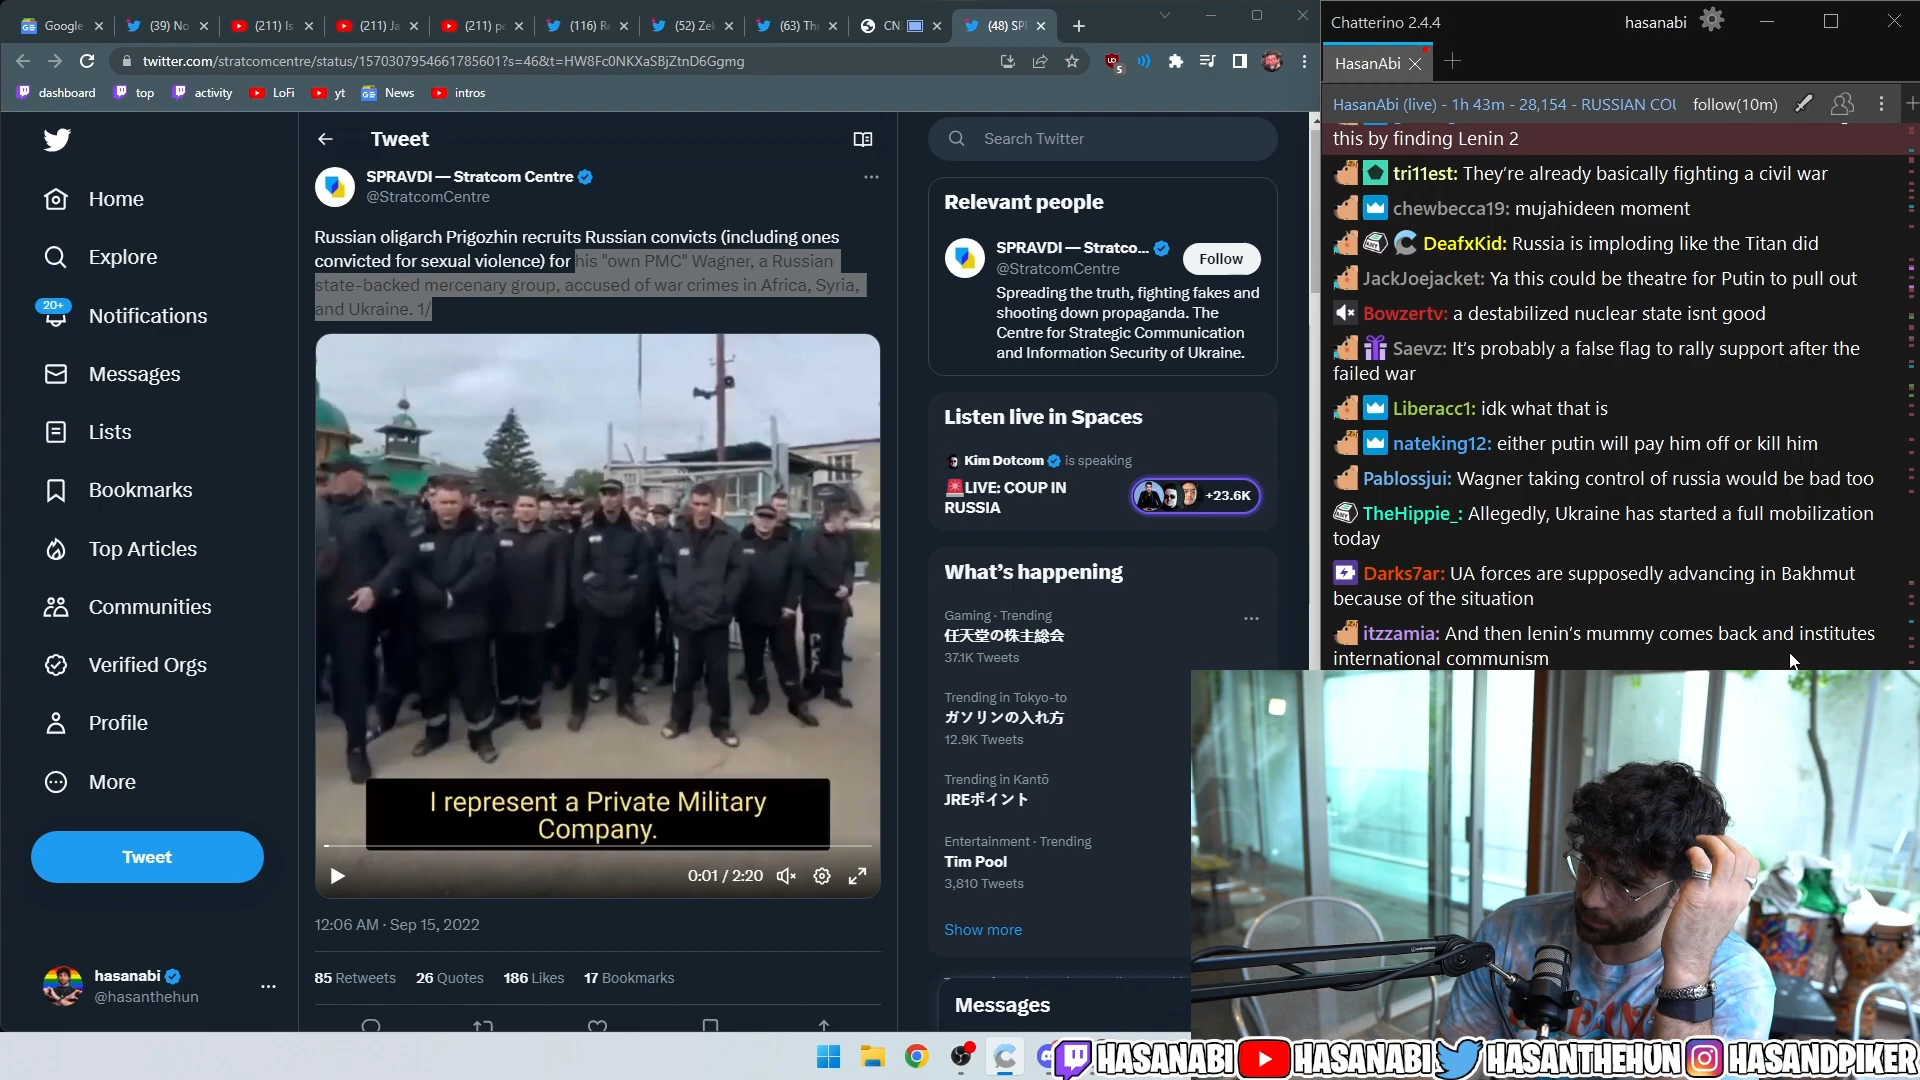 Google
(39) No
(211) Is
(211) Ja
(211) p
(116) R
(52) Zel
(63) Th
CN
(48) SP
twitter.com/stratcomcentre/status/1570307954661785601?s=46&t=HW8Fc0NKXaSBjZtnD6Ggmg
5
dashboard
top
activity
LoFi
yt
News
intros
Home
Explore
20+
Notifications
Messages
Lists
Bookmarks
Top Articles
Communities
Verified Orgs
Profile
More
Tweet
hasanabi
@hasanthehun
Tweet
SPRAVDI — Stratcom Centre
@StratcomCentre
Russian oligarch Prigozhin recruits Russian convicts (including ones
convicted for sexual violence) for his "own PMC" Wagner, a Russian
state-backed mercenary group, accused of war crimes in Africa, Syria,
and Ukraine. 1/
I represent a Private Military
Company.
0:01 / 2:20
12:06 AM · Sep 15, 2022
85 Retweets 26 Quotes 186 Likes 17 Bookmarks
Search Twitter
Relevant people
SPRAVDI — Stratco...
@StratcomCentre
Follow
Spreading the truth, fighting fakes and
shooting down propaganda. The
Centre for Strategic Communication
and Information Security of Ukraine.
Listen live in Spaces
Kim Dotcom is speaking
LIVE: COUP IN
RUSSIA
+23.6K
What's happening
Gaming · Trending
任天堂の株主総会
37.1K Tweets
Trending in Tokyo-to
ガソリンの入れ方
12.9K Tweets
Trending in Kantō
JREポイント
Entertainment · Trending
Tim Pool
3,810 Tweets
Show more
Messages
Chatterino 2.4.4
hasanabi
HasanAbi
HasanAbi (live) - 1h 43m - 28,154 - RUSSIAN COU
follow(10m)
this by finding Lenin 2
tri11est: They're already basically fighting a civil war
chewbecca19: mujahideen moment
DeafxKid: Russia is imploding like the Titan did
JackJoejacket: Ya this could be theatre for Putin to pull out
Bowzertv: a destabilized nuclear state isnt good
Saevz: It's probably a false flag to rally support after the
failed war
Liberacc1: idk what that is
nateking12: either putin will pay him off or kill him
Pablossjui: Wagner taking control of russia would be bad too
TheHippie_: Allegedly, Ukraine has started a full mobilization
today
Darks7ar: UA forces are supposedly advancing in Bakhmut
because of the situation
itzzamia: And then lenin's mummy comes back and institutes
international communism
HASANABI
HASANABI
HASANTHEHUN
HASANDPIKER